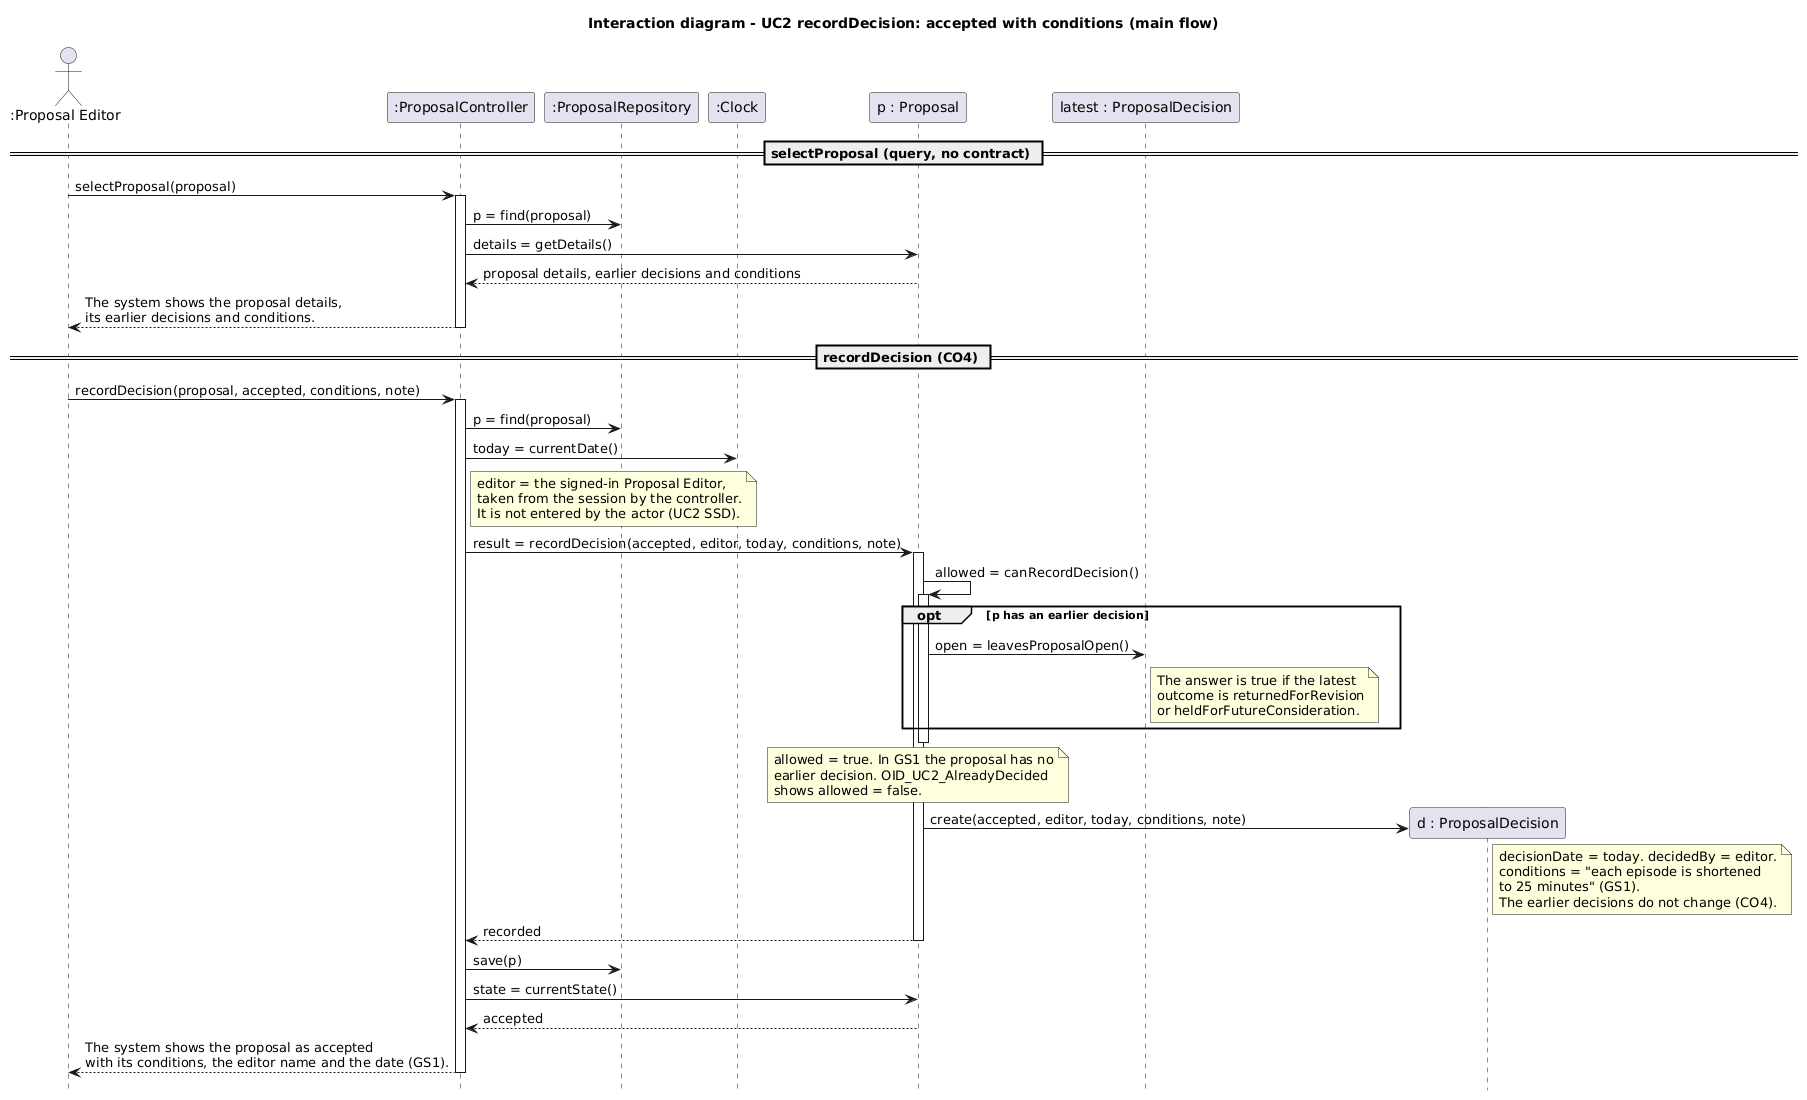 Interaction diagram - UC2 recordDecision: accepted with conditions (main flow)
:Proposal Editor
:ProposalController
:ProposalRepository
:Clock
p : Proposal
latest : ProposalDecision
selectProposal (query, no contract)
selectProposal(proposal)
p = find(proposal)
details = getDetails()
proposal details, earlier decisions and conditions
The system shows the proposal details,
its earlier decisions and conditions.
recordDecision (CO4)
recordDecision(proposal, accepted, conditions, note)
p = find(proposal)
today = currentDate()
editor = the signed-in Proposal Editor,
taken from the session by the controller.
It is not entered by the actor (UC2 SSD).
result = recordDecision(accepted, editor, today, conditions, note)
allowed = canRecordDecision()
opt
[p has an earlier decision]
open = leavesProposalOpen()
The answer is true if the latest
outcome is returnedForRevision
or heldForFutureConsideration.
allowed = true. In GS1 the proposal has no
earlier decision. OID_UC2_AlreadyDecided
shows allowed = false.
create(accepted, editor, today, conditions, note)
d : ProposalDecision
decisionDate = today. decidedBy = editor.
conditions = "each episode is shortened
to 25 minutes" (GS1).
The earlier decisions do not change (CO4).
recorded
save(p)
state = currentState()
accepted
The system shows the proposal as accepted
with its conditions, the editor name and the date (GS1).